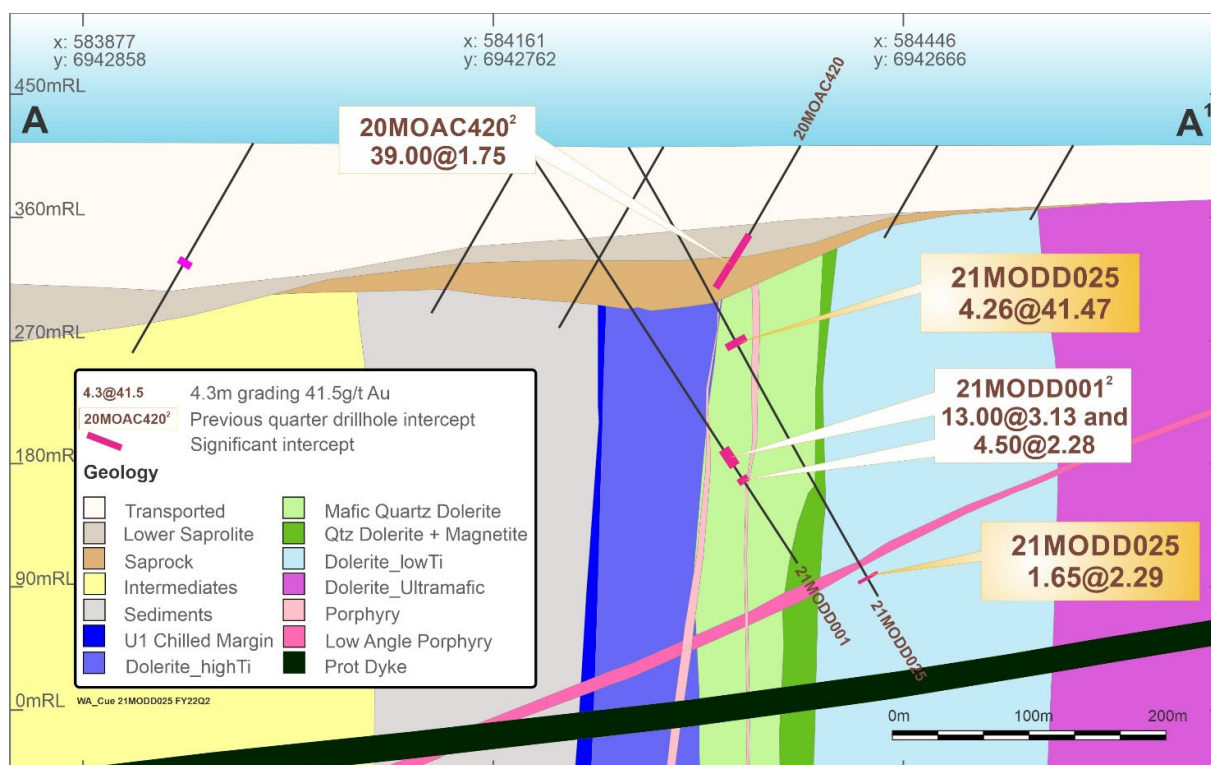 x: 583877
y: 6942858
x: 584161
y: 6942762
x: 584446
y: 6942666
450mRL
A
A¹
20MOAC420
20MOAC420²
39.00@1.75
360mRL
21MODD025
4.26@41.47
270mRL
21MODD001²
13.00@3.13 and
4.50@2.28
180mR
4.3@41.5 4.3m grading 41.5g/t Au
20MOAC420² Previous quarter drillhole intercept
Significant intercept
Geology
Transported
Lower Saprolite
Saprock
Intermediates
Sediments
U1 Chilled Margin
Dolerite_highTi
Mafic Quartz Dolerite
Qtz Dolerite + Magnetite
Dolerite_lowTi
Dolerite_Ultramafic
Porphyry
Low Angle Porphyry
Prot Dyke
21MODD025
1.65@2.29
90mRL
21MODD001
21MODD025
0mRL
WA_Cue 21MODD025 FY22Q2
0m 100m 200m